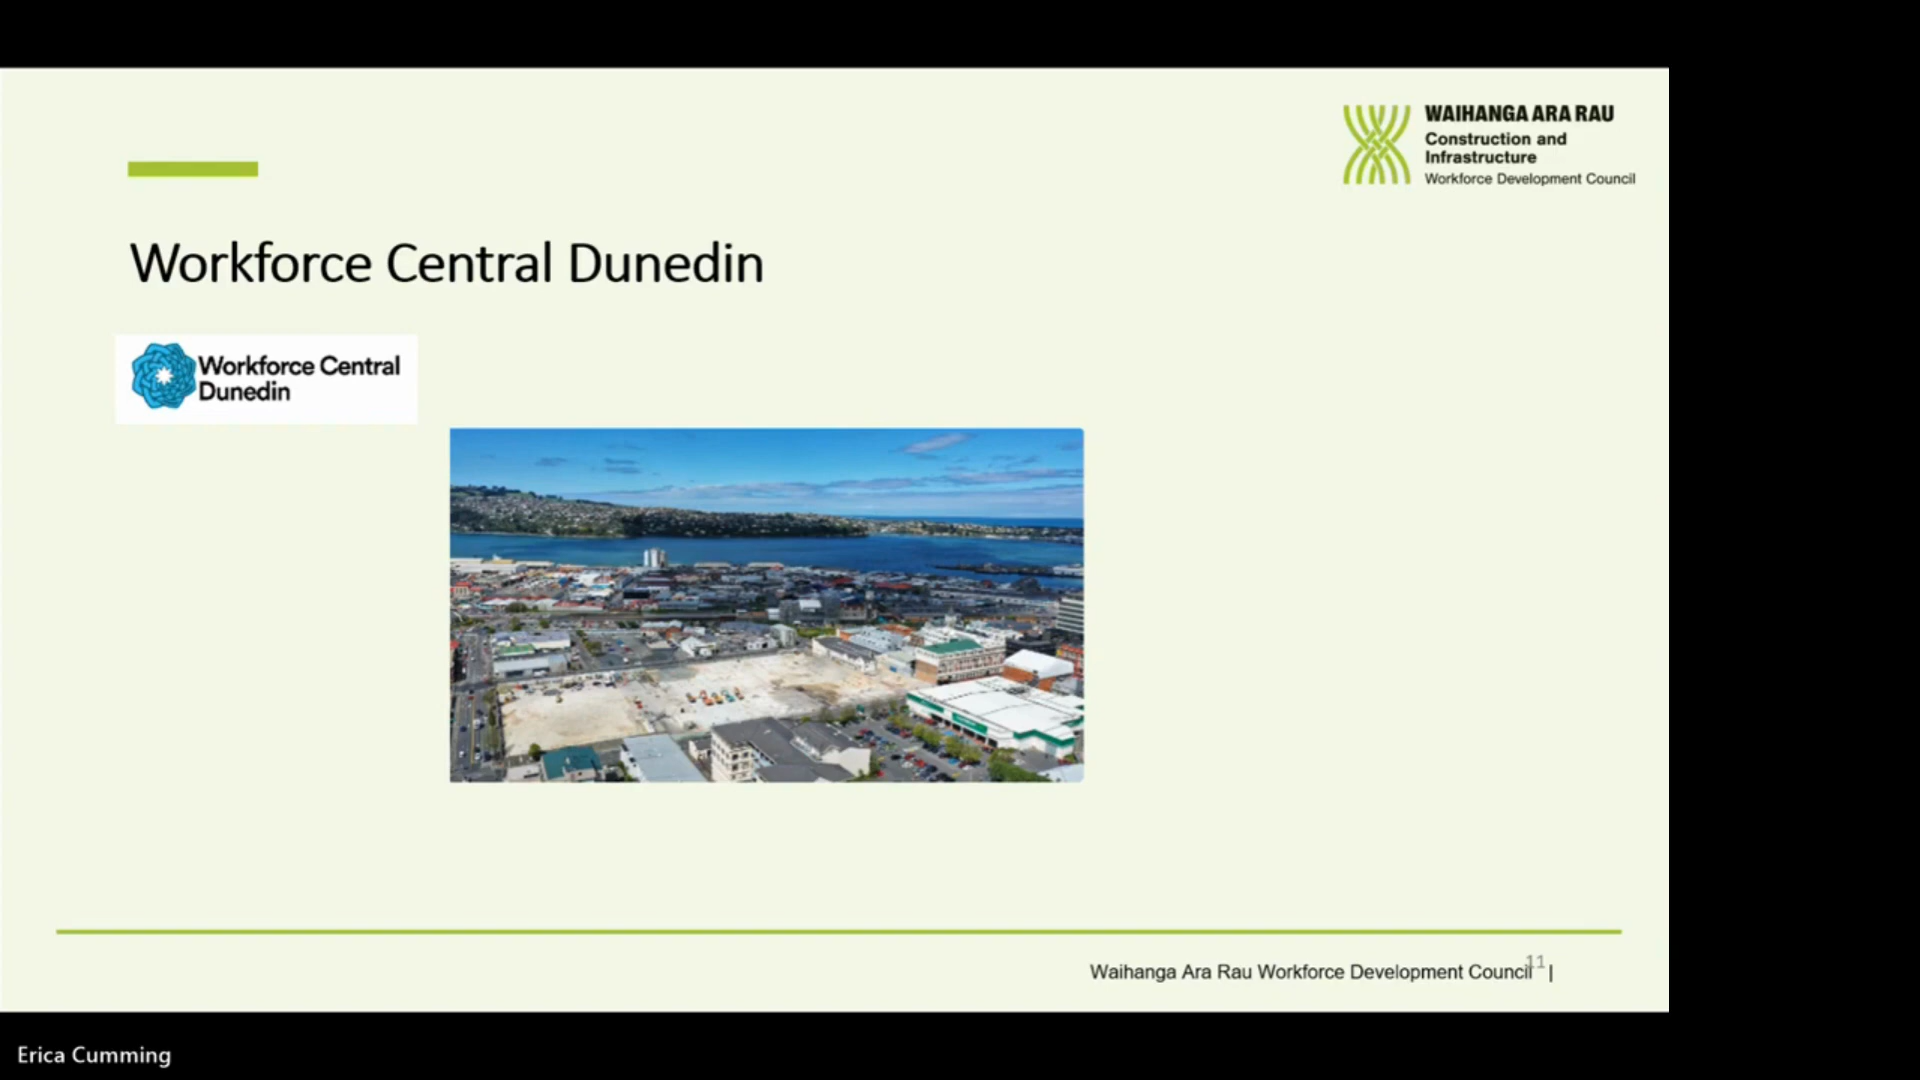 WAIHANGA ARA RAU
Construction and
Infrastructure
Workforce Development Council
Workforce Central Dunedin
Workforce Central
Dunedin
11
Waihanga Ara Rau Workforce Development Council |
Erica Cumming